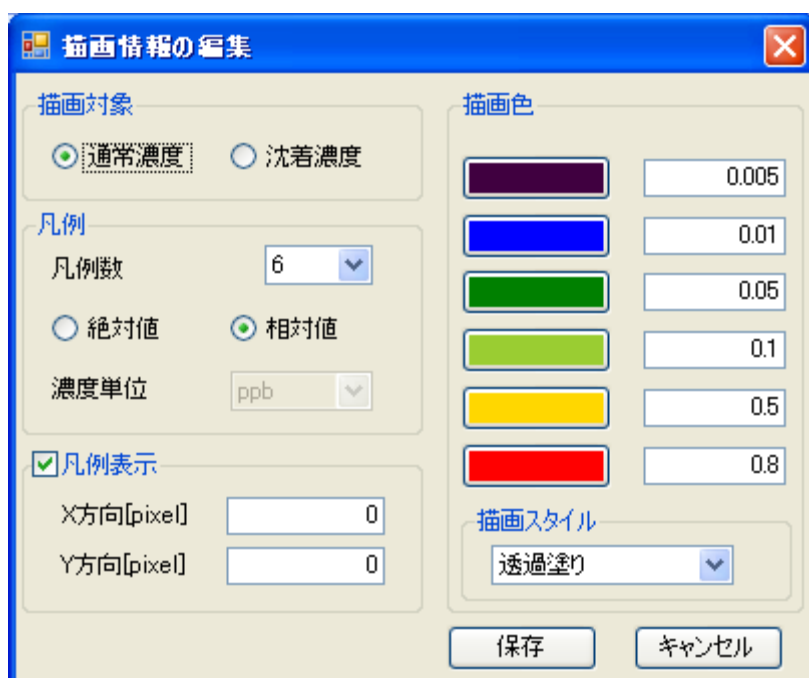 描画情報の編集
描画対象
通常濃度 沈着濃度
凡例
凡例数 6
絶対値 相対値
濃度単位 ppb
凡例表示
X方向[pixel] 0
Y方向[pixel] 0
描画色
0.005
0.01
0.05
0.1
0.5
0.8
描画スタイル
透過塗り
保存 キャンセル